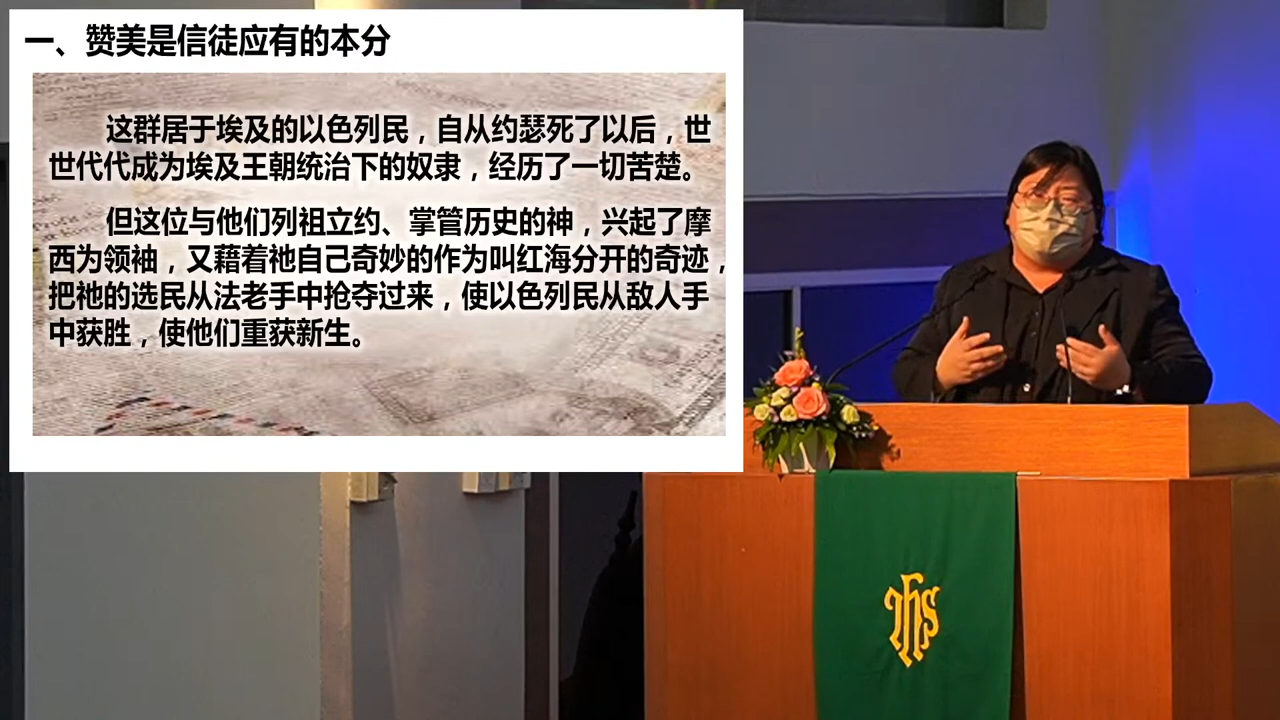 一、赞美是信徒应有的本分
这群居于埃及的以色列民，自从约瑟死了以后，世
世代代成为埃及王朝统治下的奴隶，经历了一切苦楚。
但这位与他们列祖立约、掌管历史的神，兴起了摩
西为领袖，又藉着祂自己奇妙的作为叫红海分开的奇迹，
把祂的选民从法老手中抢夺过来，使以色列民从敌人手
中获胜，使他们重获新生。
IHS